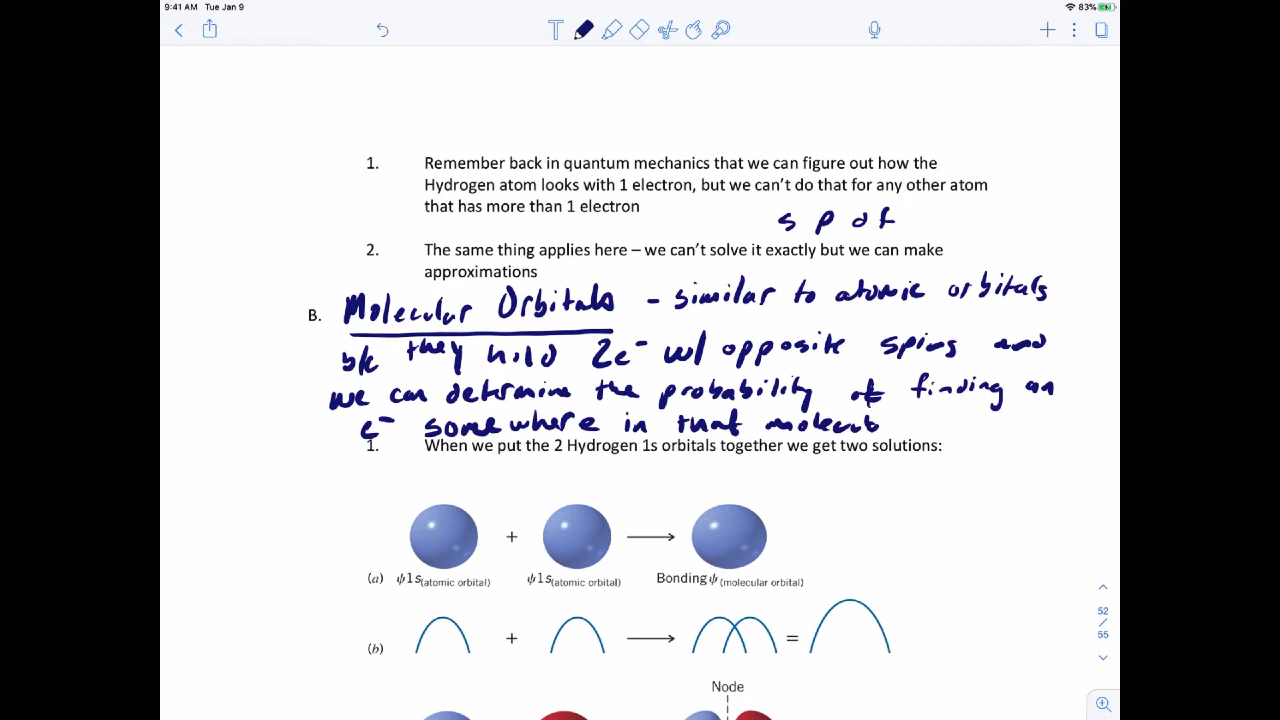 9:41 AM Tue Jan 9
83%
1. Remember back in quantum mechanics that we can figure out how the
Hydrogen atom looks with 1 electron, but we can't do that for any other atom
that has more than 1 electron
s p d f
2. The same thing applies here – we can't solve it exactly but we can make
approximations
B. Molecular Orbitals - similar to atomic orbitals
b/c they hold 2e⁻ w/ opposite spins and
we can determine the probability of finding an
e⁻ somewhere in that molecule
1. When we put the 2 Hydrogen 1s orbitals together we get two solutions:
+
(a) ψ1s(atomic orbital) ψ1s(atomic orbital) Bonding ψ(molecular orbital)
(b) + =
52
/
55
Node